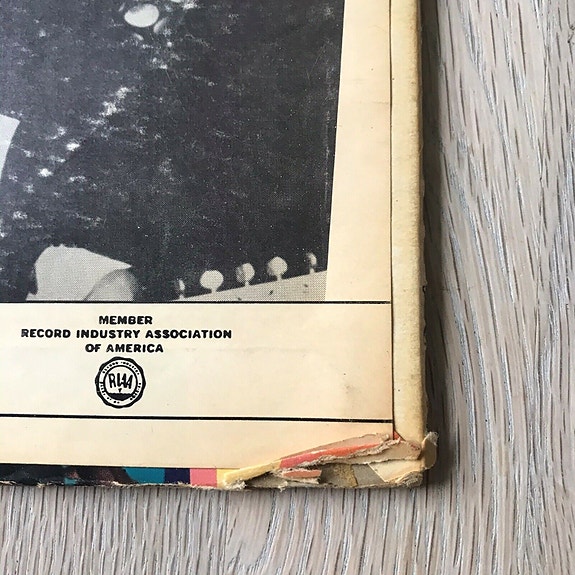 MEMBER
RECORD INDUSTRY ASSOCIATION
OF AMERICA
RIAA